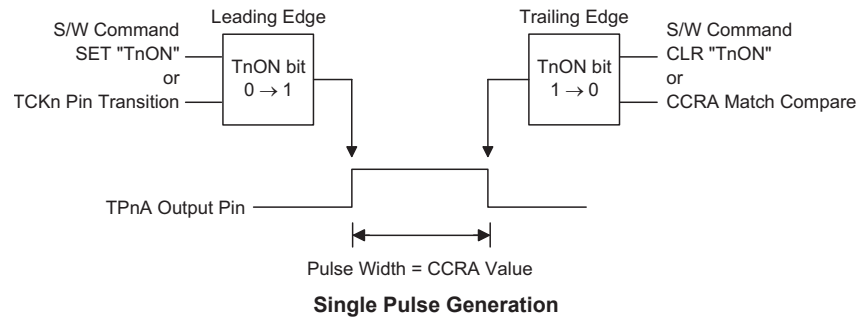 Leading Edge
S/W Command
SET "TnON"
or
TCKn Pin Transition
TnON bit
0 → 1
Trailing Edge
TnON bit
1 → 0
S/W Command
CLR "TnON"
or
CCRA Match Compare
TPnA Output Pin
Pulse Width = CCRA Value
Single Pulse Generation